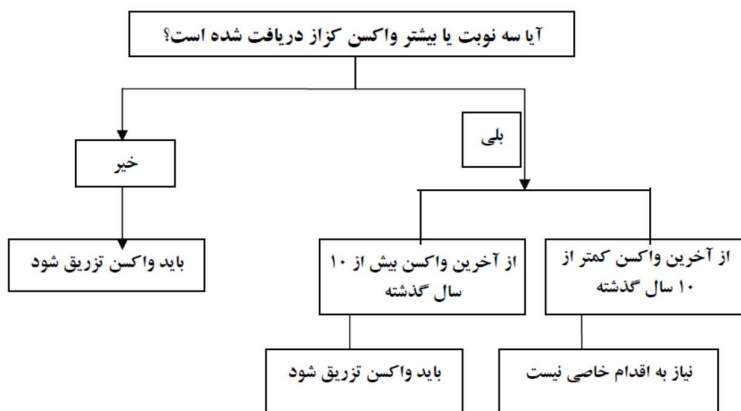 آیا سه نوبت یا بیشتر واکسن کزاز دریافت شده است؟
بلی
خیر
از آخرین واکسن کمتر از
۱۰ سال گذشته
از آخرین واکسن بیش از ۱۰
سال گذشته
باید واکسن تزریق شود
نیاز به اقدام خاصی نیست
باید واکسن تزریق شود